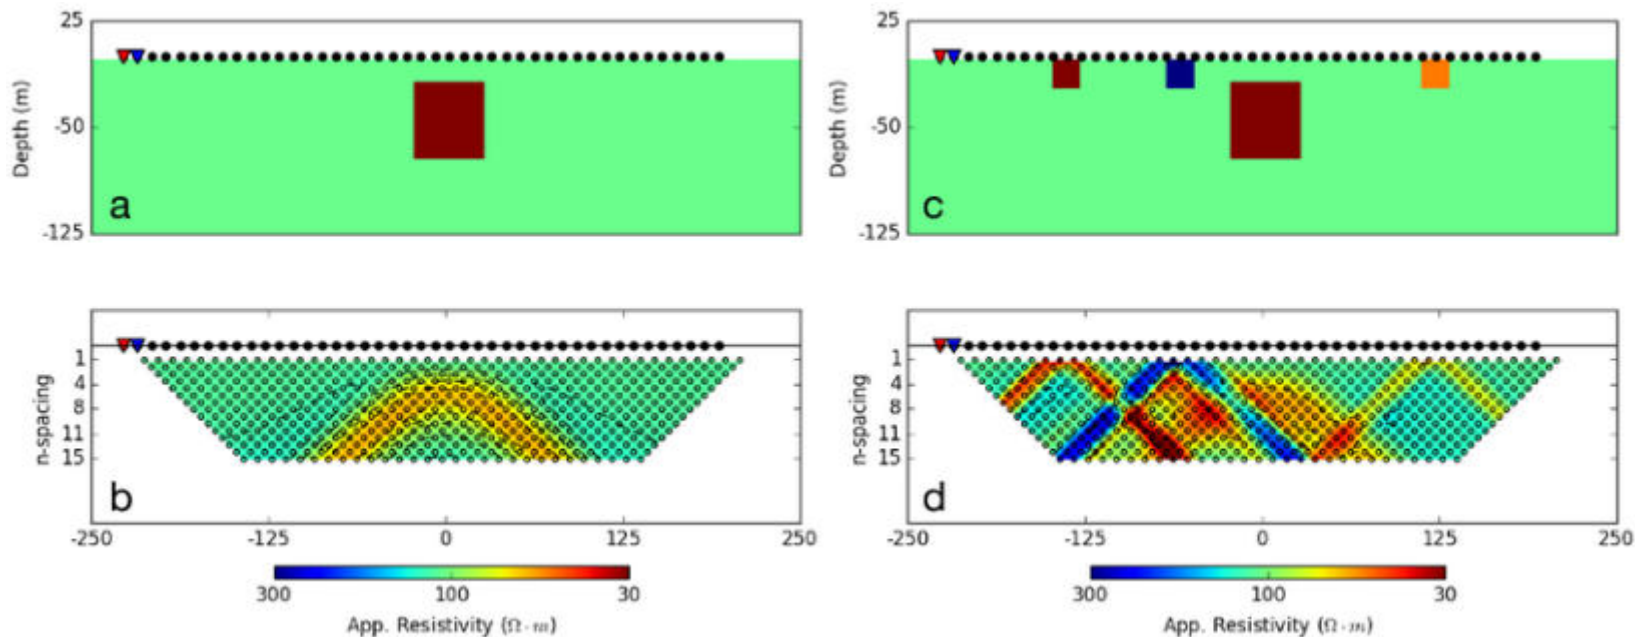 25
Depth (m)
-50
a
-125
25
Depth (m)
-50
c
-125
1
4
n-spacing
8
11
15
b
-250 -125 0 125 250
300 100 30
App. Resistivity (Ω · m)
1
4
n-spacing
8
11
15
d
-250 -125 0 125 250
300 100 30
App. Resistivity (Ω · m)